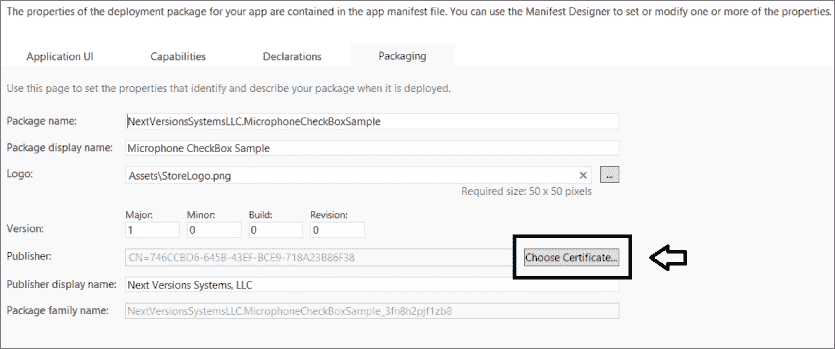 The properties of the deployment package for your app are contained in the app manifest file. You can use the Manifest Designer to set or modify one or more of the properties.
Application UI Capabilities Declarations Packaging
Use this page to set the properties that identify and describe your package when it is deployed.
Package name: NextVersionsSystemsLLC.MicrophoneCheckBoxSample
Package display name: Microphone CheckBox Sample
Logo: Assets\StoreLogo.png × ...
Required size: 50 x 50 pixels
Major: Minor: Build: Revision:
Version: 1 0 0 0
Publisher: CN=746CCBD6-645B-43EF-BCE9-718A23B86F38 Choose Certificate...
Publisher display name: Next Versions Systems, LLC
Package family name: NextVersionsSystemsLLC.MicrophoneCheckBoxSample_3fn8h2pjf1zb8